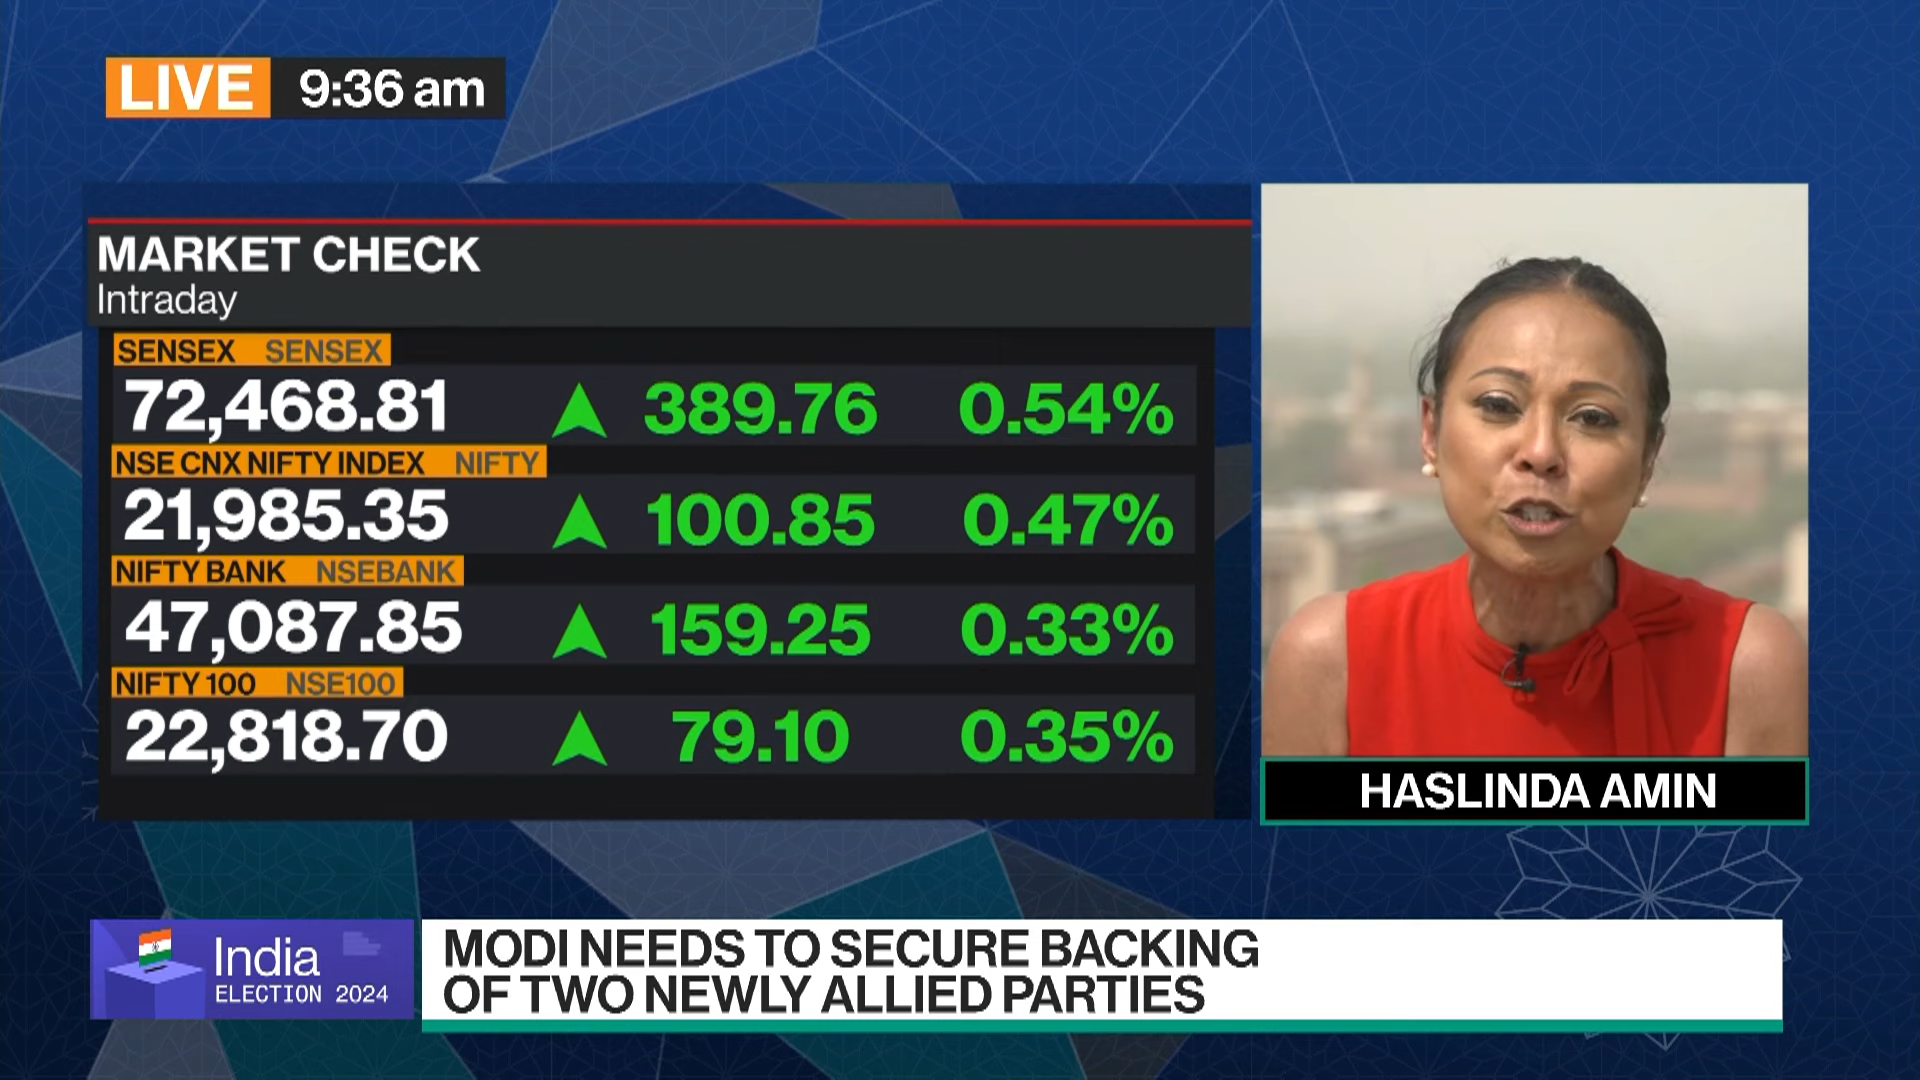 LIVE 9:36 am
MARKET CHECK
Intraday
SENSEX SENSEX
72,468.81 389.76 0.54%
NSE CNX NIFTY INDEX NIFTY
21,985.35 100.85 0.47%
NIFTY BANK NSEBANK
47,087.85 159.25 0.33%
NIFTY 100 NSE100
22,818.70 79.10 0.35%
HASLINDA AMIN
India
ELECTION 2024
MODI NEEDS TO SECURE BACKING
OF TWO NEWLY ALLIED PARTIES